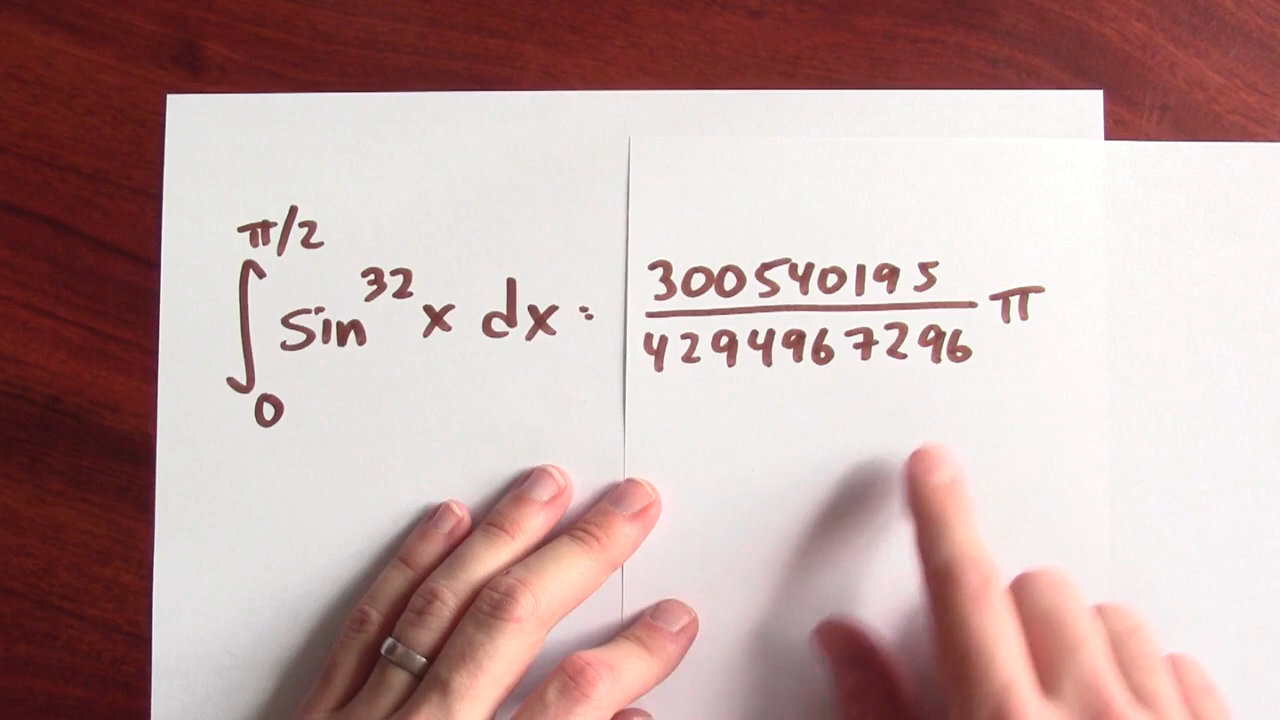 ∫₀^{π/2} sin³² x dx = 300540195/4294967296 π